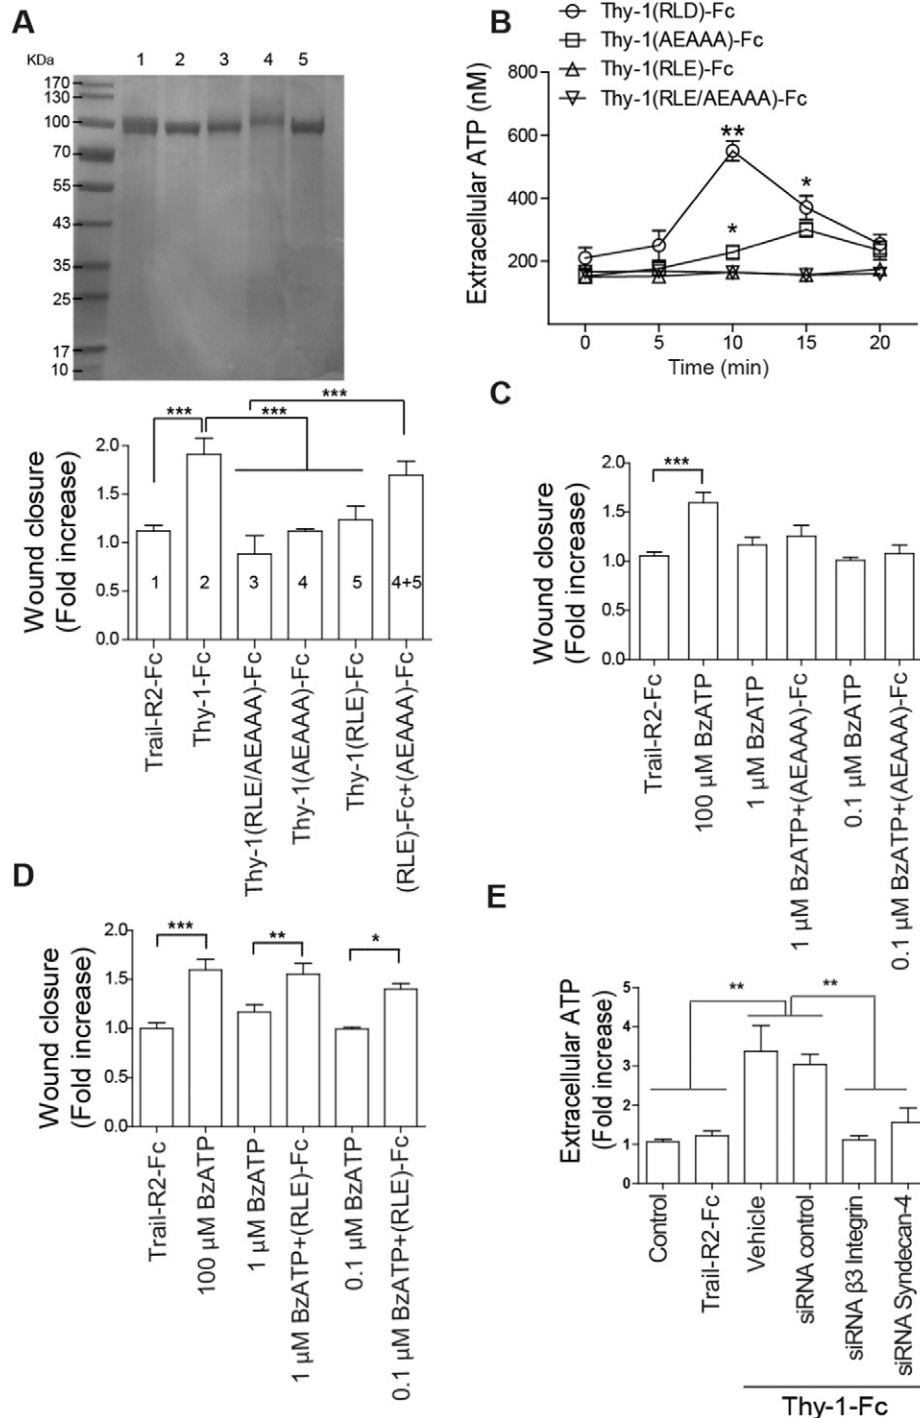 A
KDa
1 2 3 4 5
170
130
100
70
55
43
35
25
17
10
Wound closure
(Fold increase)
2.0
1.5
1.0
0.5
0.0
***
***
***
1
2
3
4
5
4+5
Trail-R2-Fc
Thy-1-Fc
Thy-1(RLE/AEAAA)-Fc
Thy-1(AEAAA)-Fc
Thy-1(RLE)-Fc
(RLE)-Fc+(AEAAA)-Fc
B
Thy-1(RLD)-Fc
Thy-1(AEAAA)-Fc
Thy-1(RLE)-Fc
Thy-1(RLE/AEAAA)-Fc
Extracellular ATP (nM)
800
600
400
200
**
*
*
0 5 10 15 20
Time (min)
C
Wound closure
(Fold increase)
2.0
1.5
1.0
0.5
0.0
***
Trail-R2-Fc
100 µM BzATP
1 µM BzATP
1 µM BzATP+(AEAAA)-Fc
0.1 µM BzATP
0.1 µM BzATP+(AEAAA)-Fc
D
Wound closure
(Fold increase)
2.0
1.5
1.0
0.5
0.0
***
**
*
Trail-R2-Fc
100 µM BzATP
1 µM BzATP
1 µM BzATP+(RLE)-Fc
0.1 µM BzATP
0.1 µM BzATP+(RLE)-Fc
E
Extracellular ATP
(Fold increase)
5
4
3
2
1
0
**
**
Control
Trail-R2-Fc
Vehicle
siRNA control
siRNA β3 Integrin
siRNA Syndecan-4
Thy-1-Fc